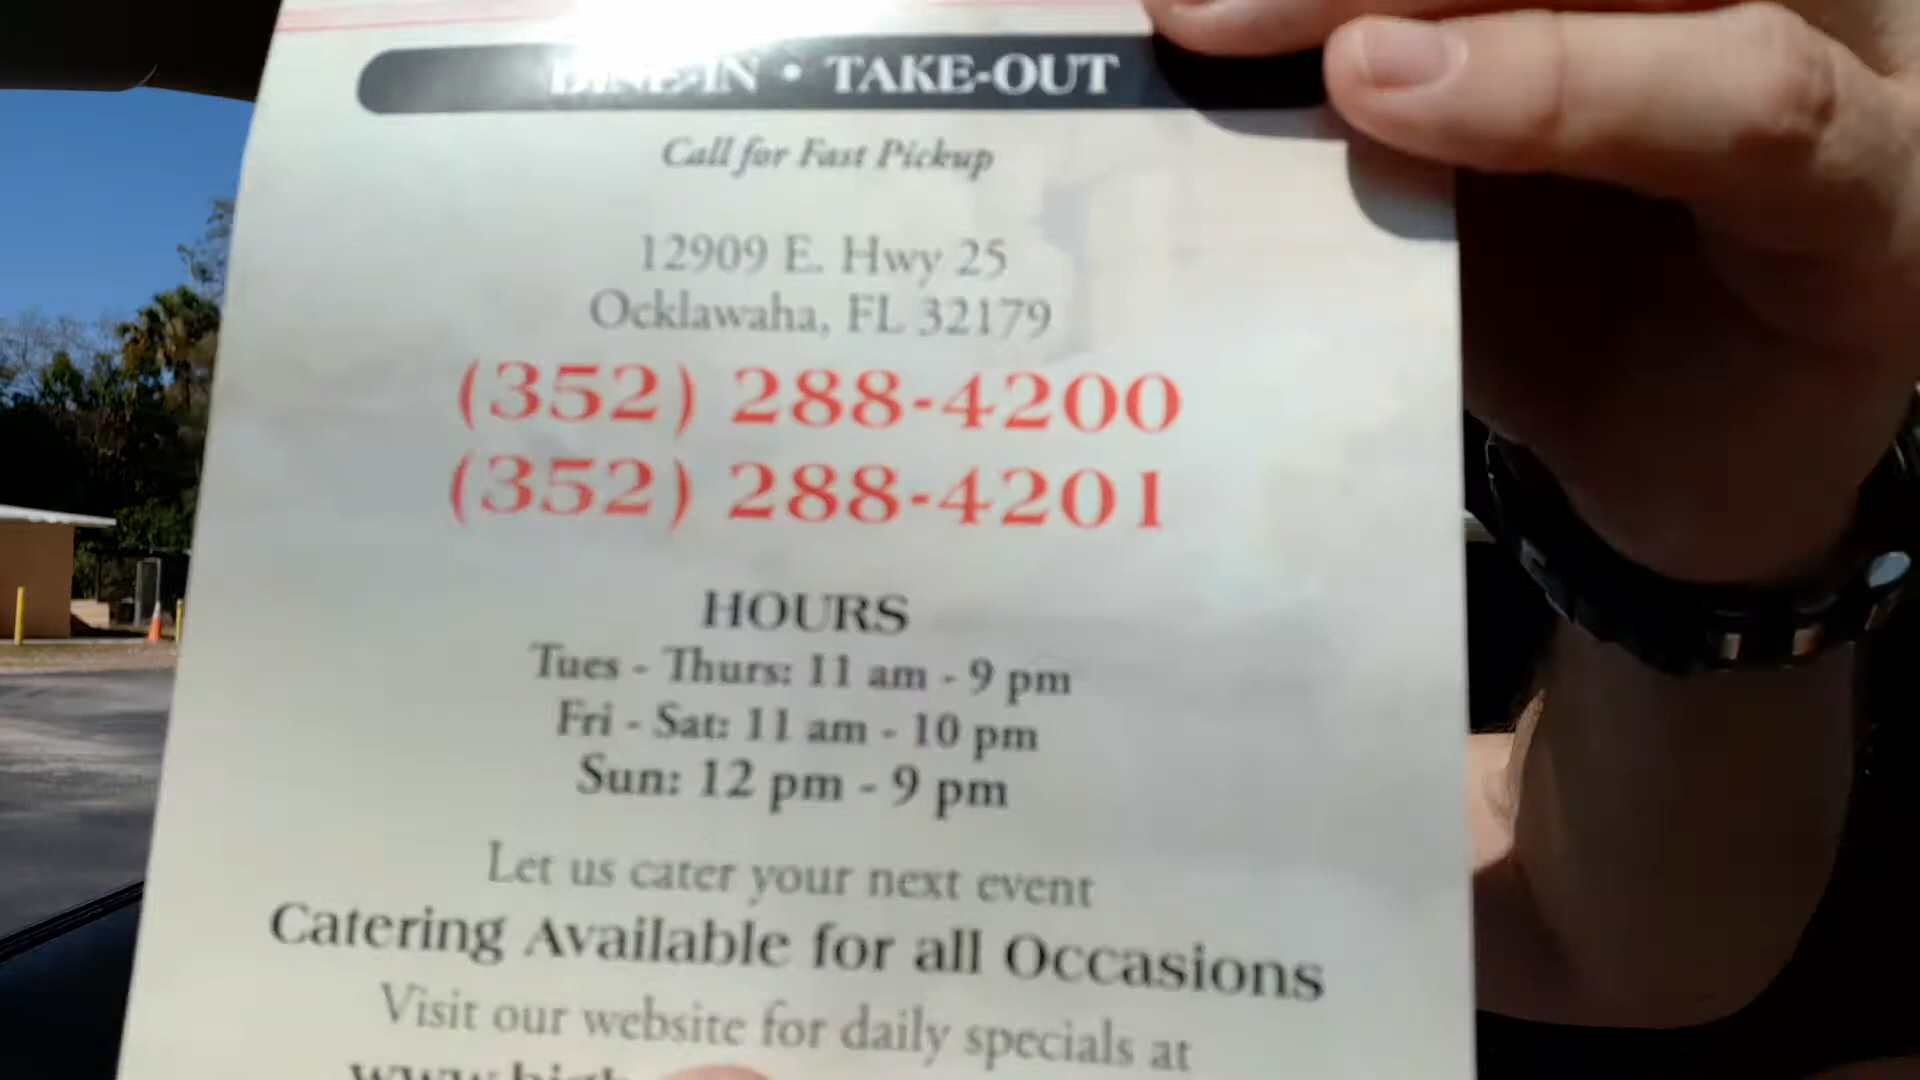 DINE-IN • TAKE-OUT
Call for Fast Pickup
12909 E. Hwy 25
Ocklawaha, FL 32179
(352) 288-4200
(352) 288-4201
HOURS
Tues - Thurs: 11 am - 9 pm
Fri - Sat: 11 am - 10 pm
Sun: 12 pm - 9 pm
Let us cater your next event
Catering Available for all Occasions
Visit our website for daily specials at